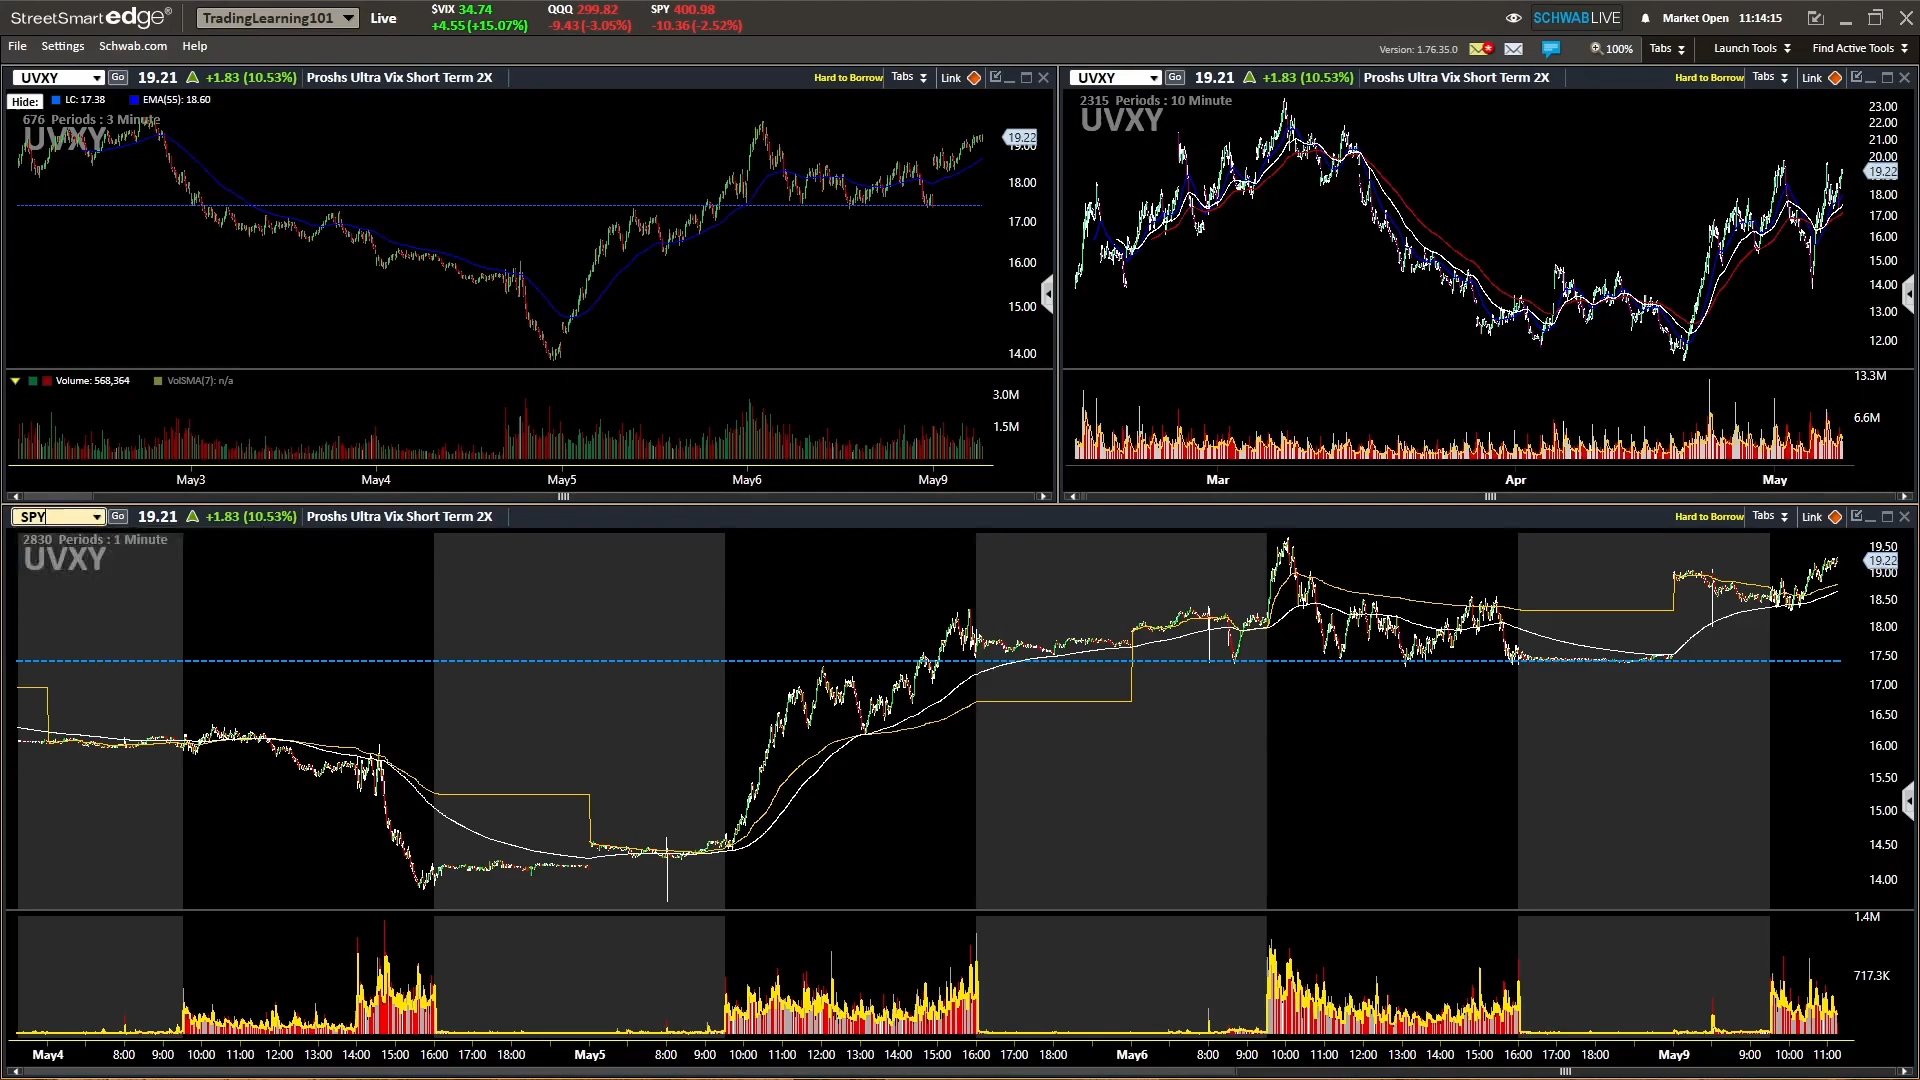 StreetSmart edge® TradingLearning101 Live $VIX 34.74 QQQ 299.82 SPY 400.98 SCHWAB LIVE Market Open 11:14:15
+4.55 (+15.07%) -9.43 (-3.05%) -10.36 (-2.52%)
File Settings Schwab.com Help Version: 1.76.35.0 100% Tabs Launch Tools Find Active Tools
UVXY Go 19.21 +1.83 (10.53%) Proshs Ultra Vix Short Term 2X Hard to Borrow Tabs Link
Hide: LC: 17.38 EMA(55): 18.60
676 Periods : 3 Minute
UVXY
19.22
19.00
18.00
17.00
16.00
15.00
14.00
Volume: 568,364 VolSMA(7): n/a
3.0M
1.5M
May3 May4 May5 May6 May9
UVXY Go 19.21 +1.83 (10.53%) Proshs Ultra Vix Short Term 2X Hard to Borrow Tabs Link
2315 Periods : 10 Minute
UVXY
23.00
22.00
21.00
20.00
19.22
18.00
17.00
16.00
15.00
14.00
13.00
12.00
13.3M
6.6M
Mar Apr May
SPY Go 19.21 +1.83 (10.53%) Proshs Ultra Vix Short Term 2X Hard to Borrow Tabs Link
2830 Periods : 1 Minute
UVXY
19.50
19.22
19.00
18.50
18.00
17.50
17.00
16.50
16.00
15.50
15.00
14.50
14.00
1.4M
717.3K
May4 8:00 9:00 10:00 11:00 12:00 13:00 14:00 15:00 16:00 17:00 18:00 May5 8:00 9:00 10:00 11:00 12:00 13:00 14:00 15:00 16:00 17:00 18:00 May6 8:00 9:00 10:00 11:00 12:00 13:00 14:00 15:00 16:00 17:00 18:00 May9 9:00 10:00 11:00